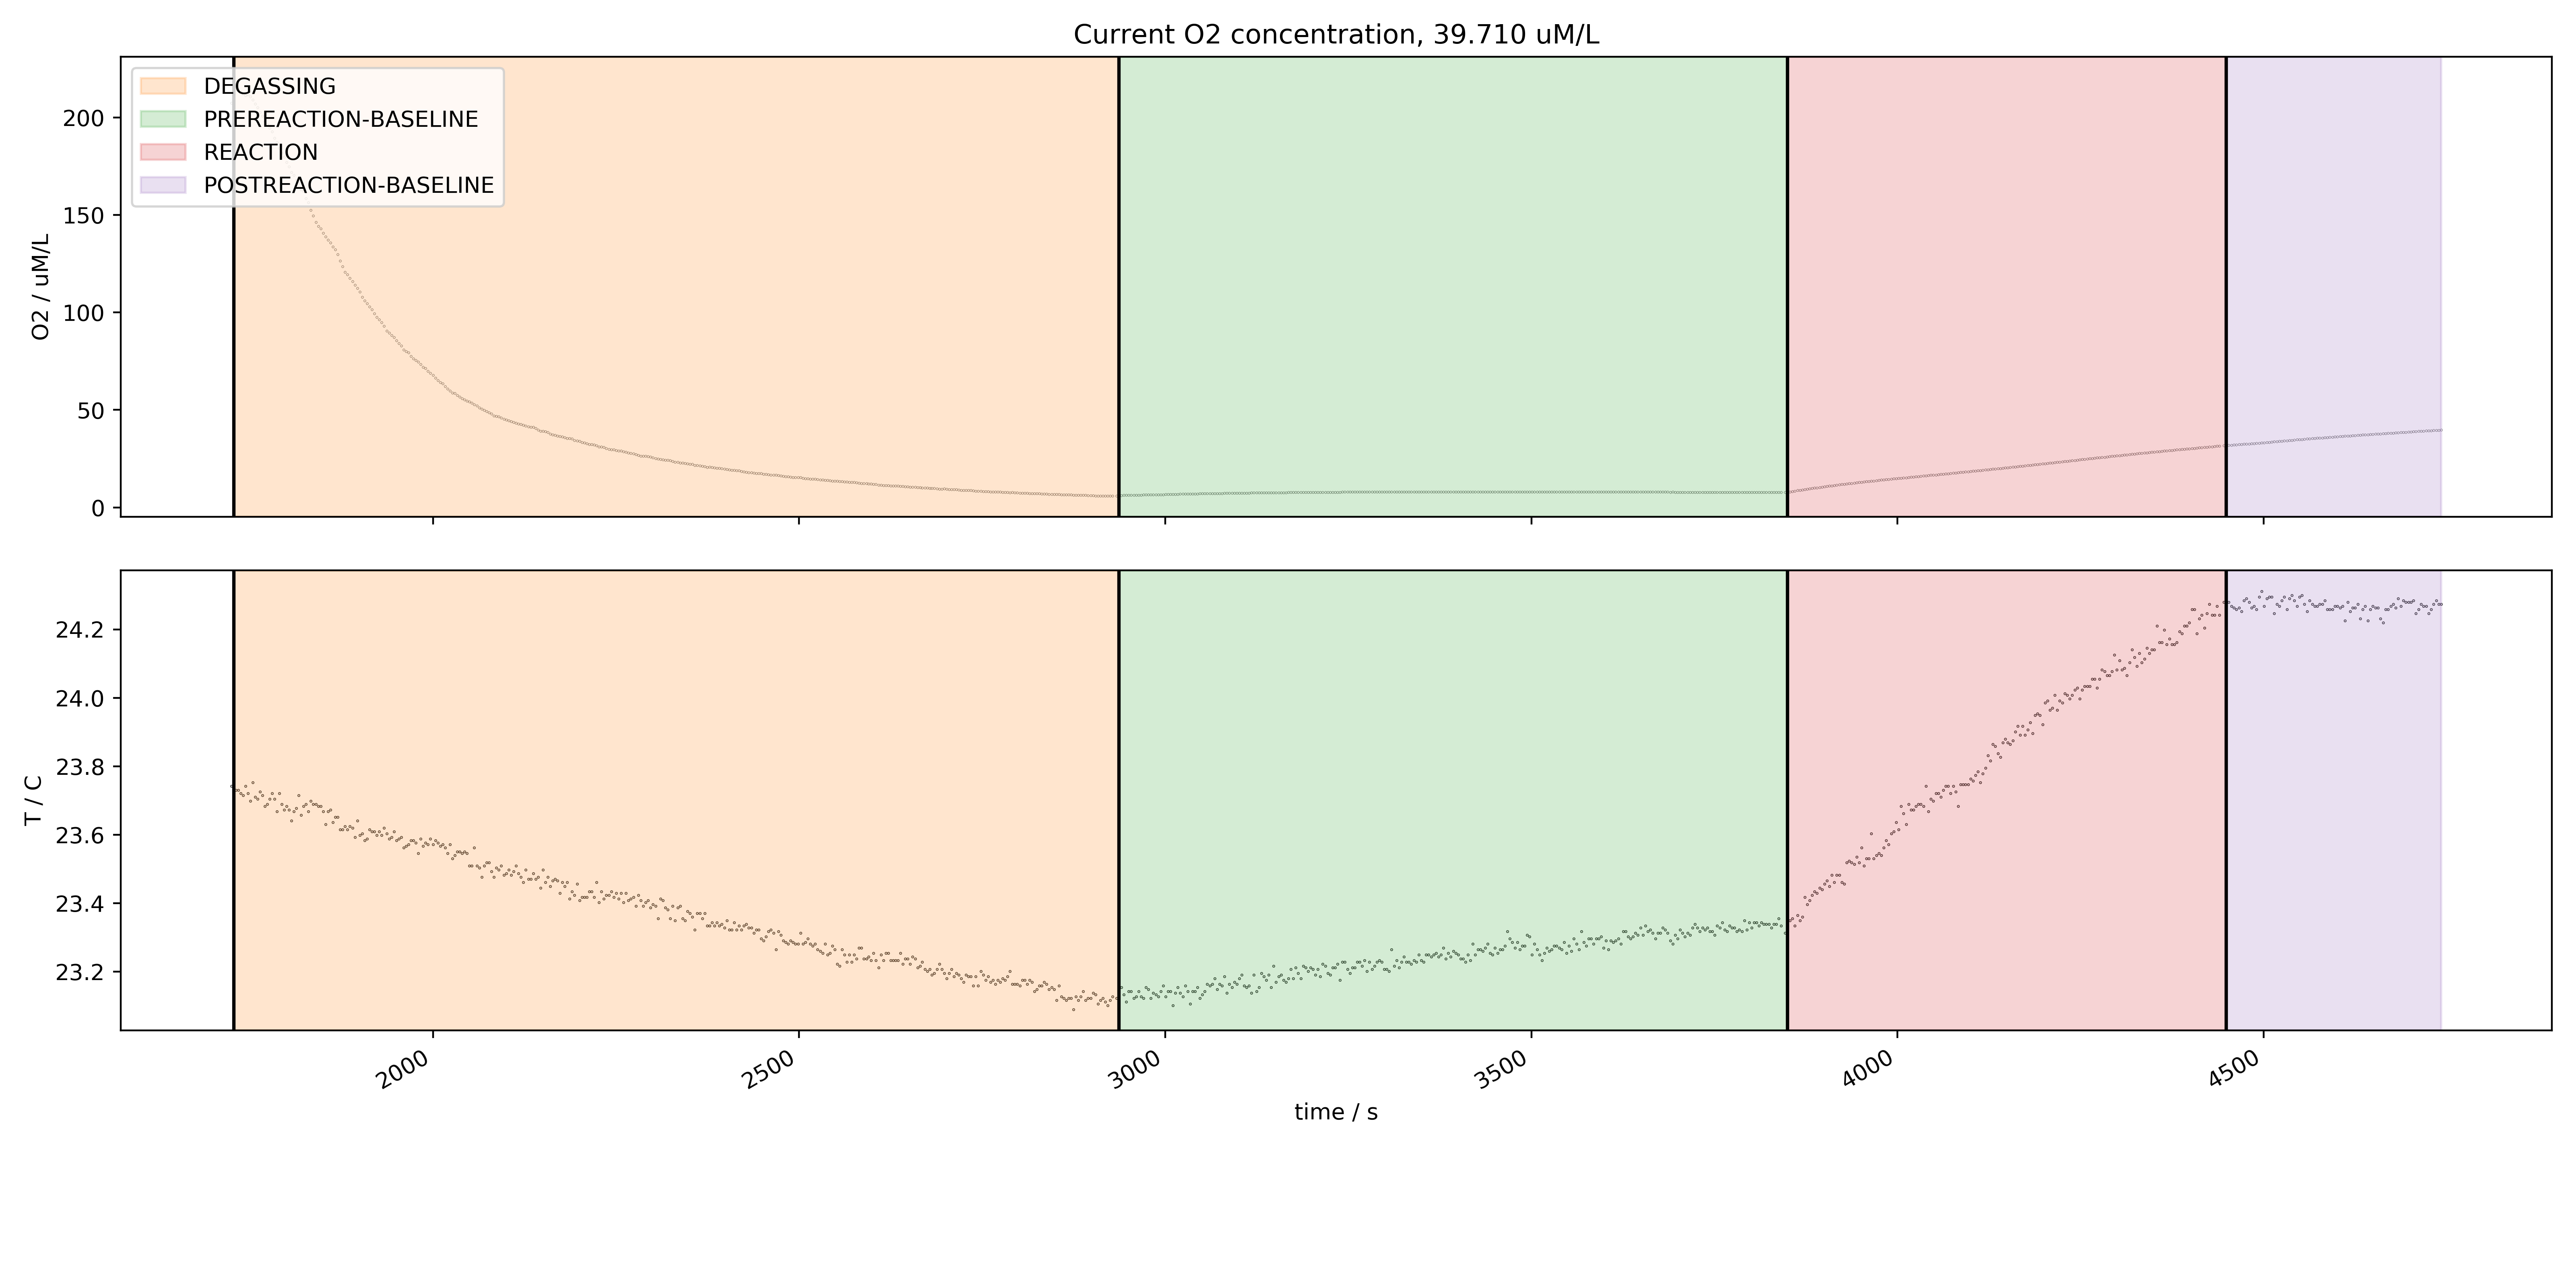 Current O2 concentration, 39.710 uM/L
DEGASSING
PREREACTION-BASELINE
REACTION
POSTREACTION-BASELINE
200
150
100
50
0
O2 / uM/L
24.2
24.0
23.8
23.6
23.4
23.2
T / C
2000
2500
3000
3500
4000
4500
time / s